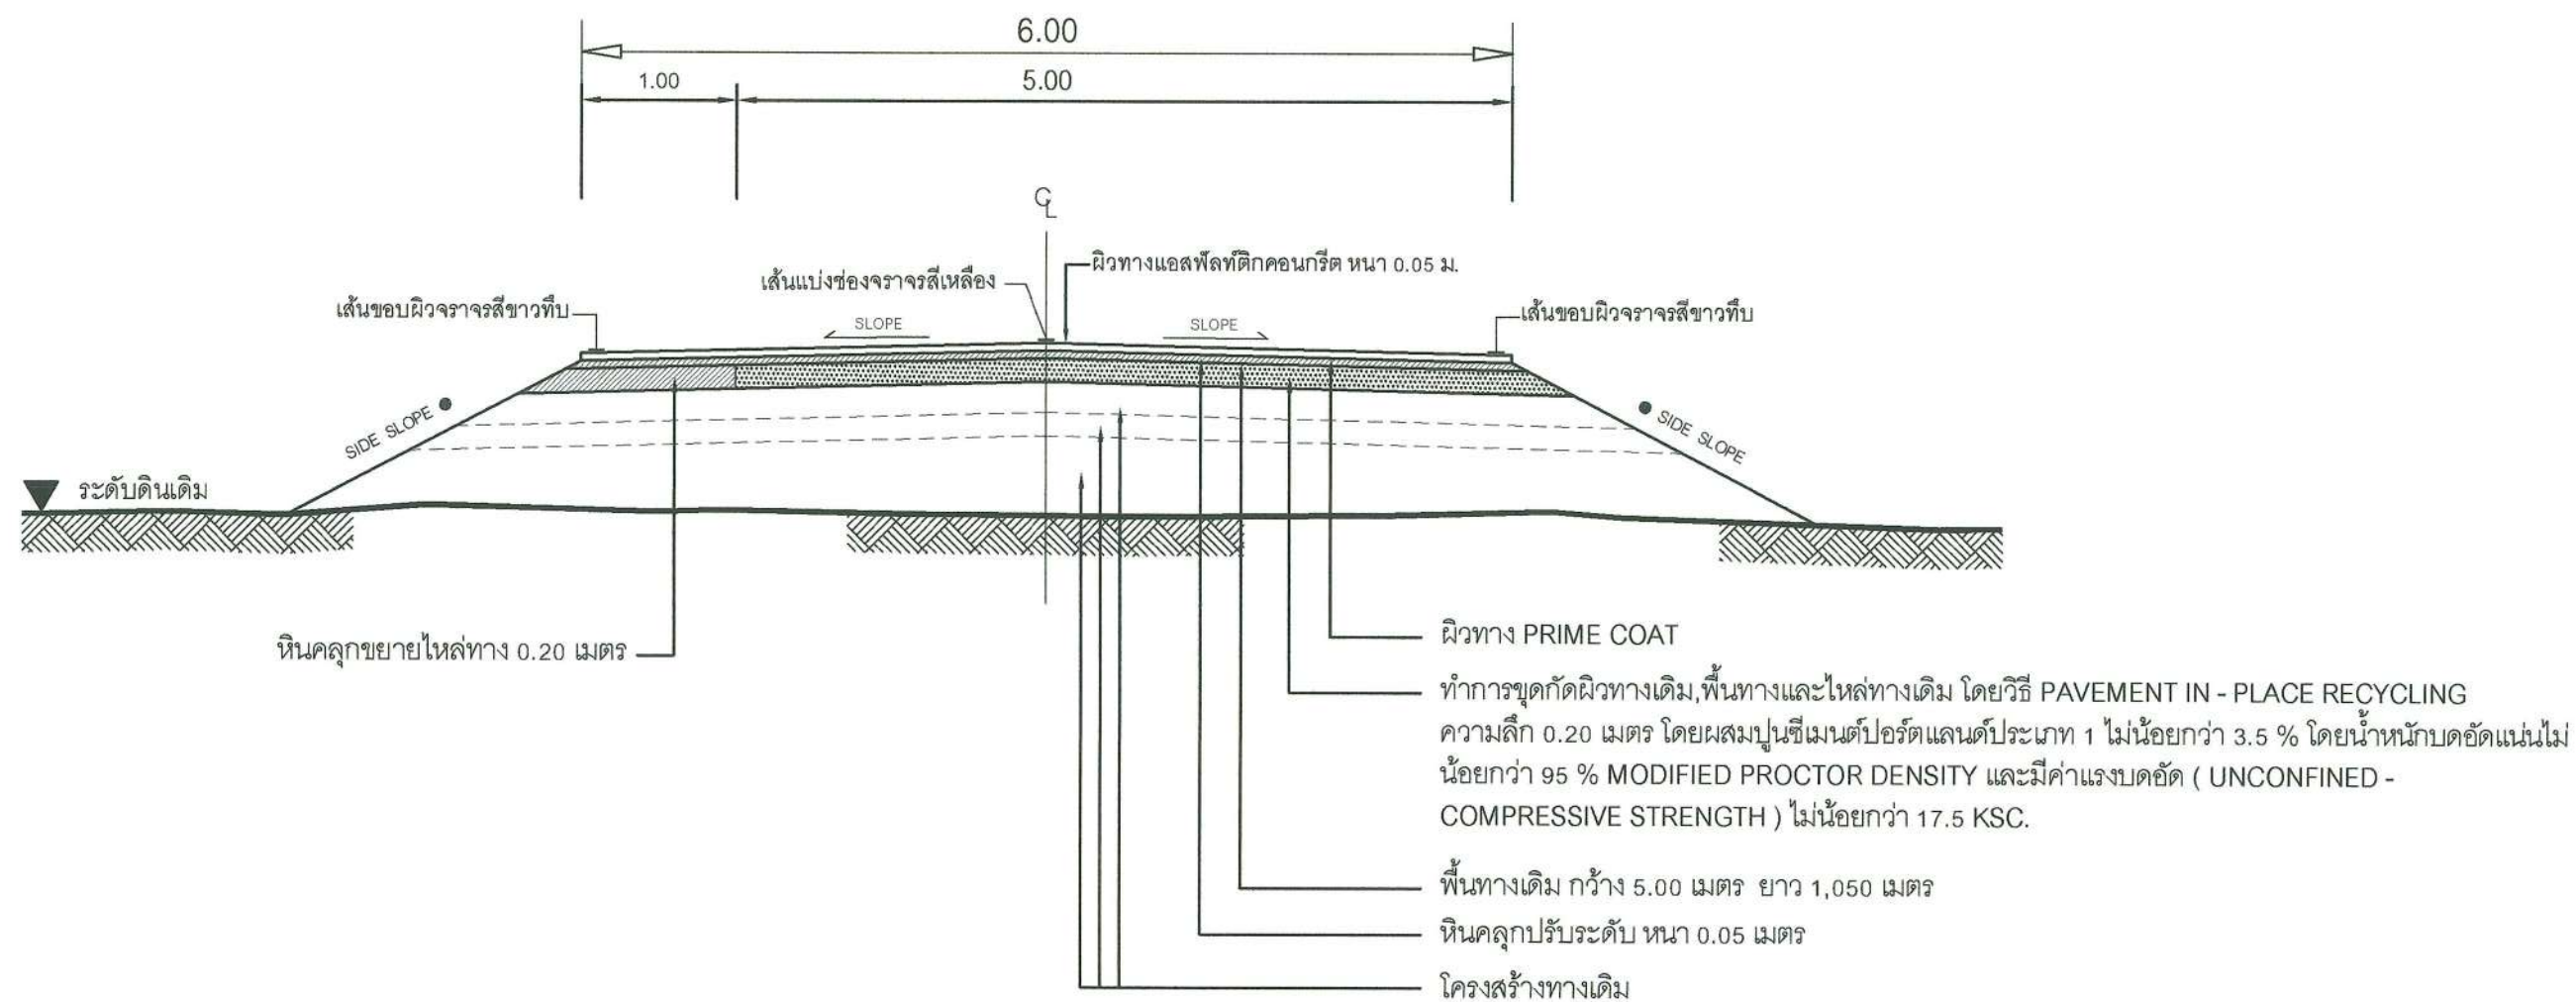 6.00
1.00
5.00
CL
ผิวทางแอสฟัลท์ติกคอนกรีต หนา 0.05 ม.
เส้นแบ่งช่องจราจรสีเหลือง
เส้นขอบผิวจราจรสีขาวทึบ
เส้นขอบผิวจราจรสีขาวทึบ
SLOPE
SLOPE
SIDE SLOPE
SIDE SLOPE
ระดับดินเดิม
หินคลุกขยายไหล่ทาง 0.20 เมตร
ผิวทาง PRIME COAT
ทำการขุดกัดผิวทางเดิม,พื้นทางและไหล่ทางเดิม โดยวิธี PAVEMENT IN - PLACE RECYCLING
ความลึก 0.20 เมตร โดยผสมปูนซีเมนต์ปอร์ตแลนด์ประเภท 1 ไม่น้อยกว่า 3.5 % โดยน้ำหนักบดอัดแน่นไม่
น้อยกว่า 95 % MODIFIED PROCTOR DENSITY และมีค่าแรงบดอัด ( UNCONFINED -
COMPRESSIVE STRENGTH ) ไม่น้อยกว่า 17.5 KSC.
พื้นทางเดิม กว้าง 5.00 เมตร ยาว 1,050 เมตร
หินคลุกปรับระดับ หนา 0.05 เมตร
โครงสร้างทางเดิม